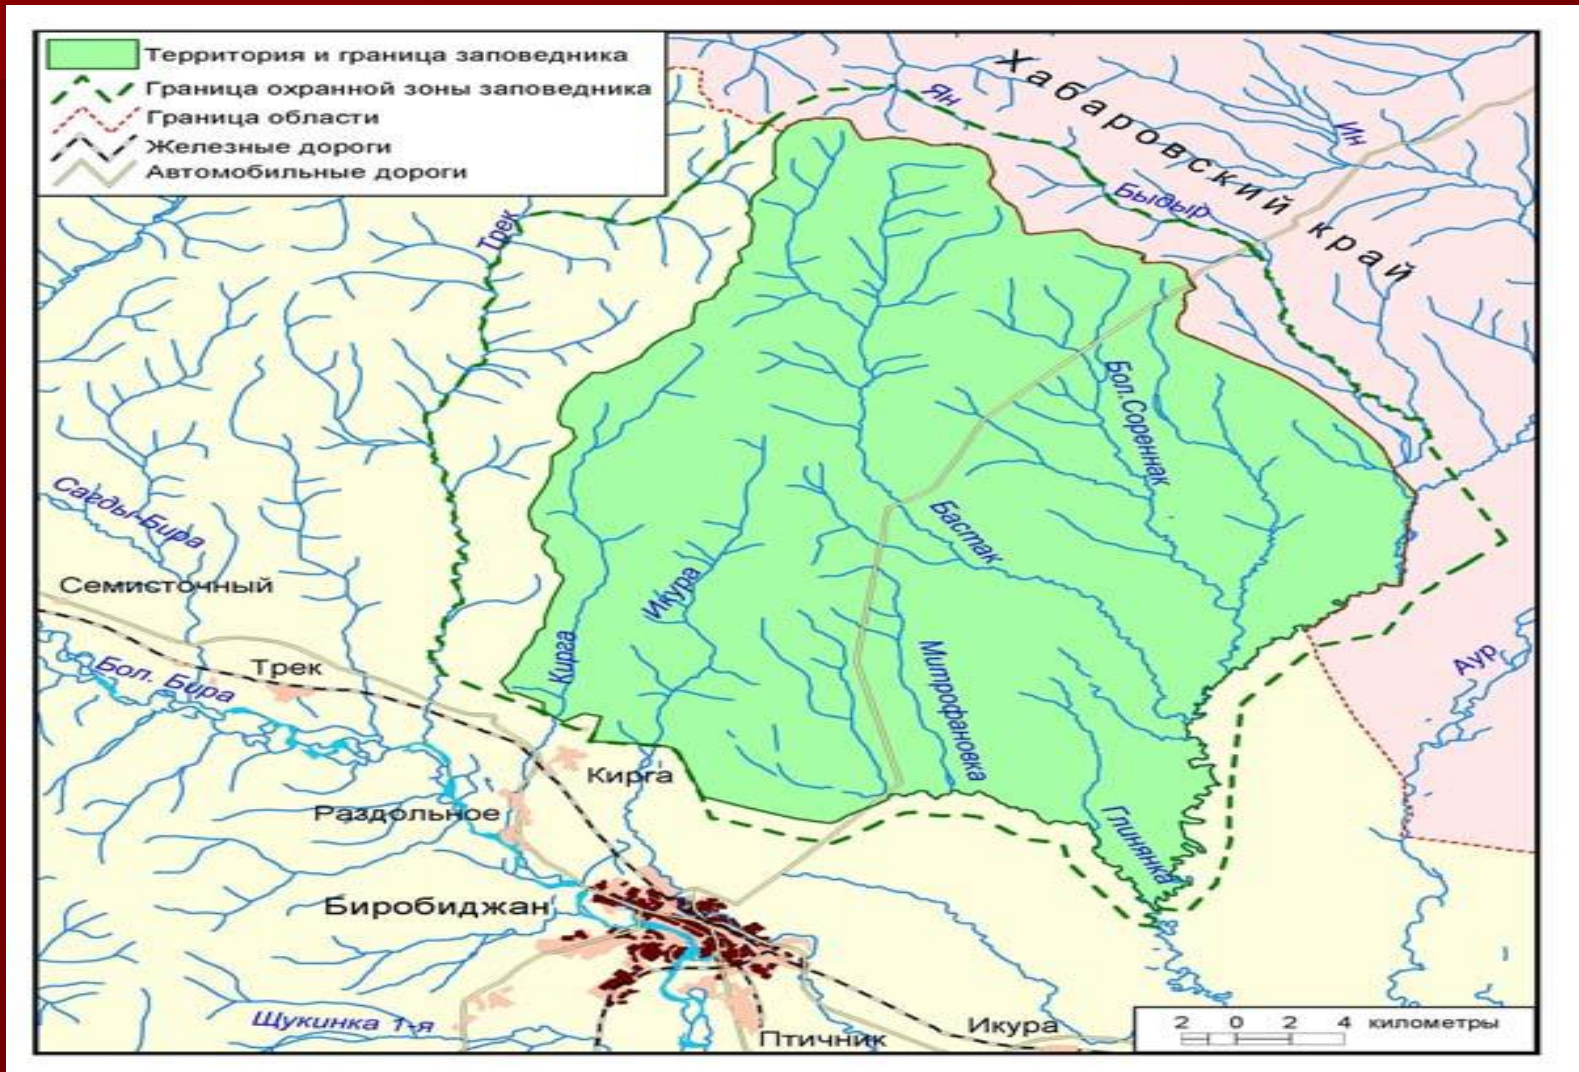 Территория и граница заповедника
Граница охранной зоны заповедника
Граница области
Железные дороги
Автомобильные дороги
Хабаровский край
Ян
Ин
Быдыр
Трек
Бол.Сореннак
Сагды-Бира
Бастак
Семисточный
Икура
Кирга
Митрофановка
Аур
Трек
Бол. Бира
Кирга
Раздольное
Глинянка
Биробиджан
Щукинка 1-я
Птичник
Икура
2 0 2 4 километры